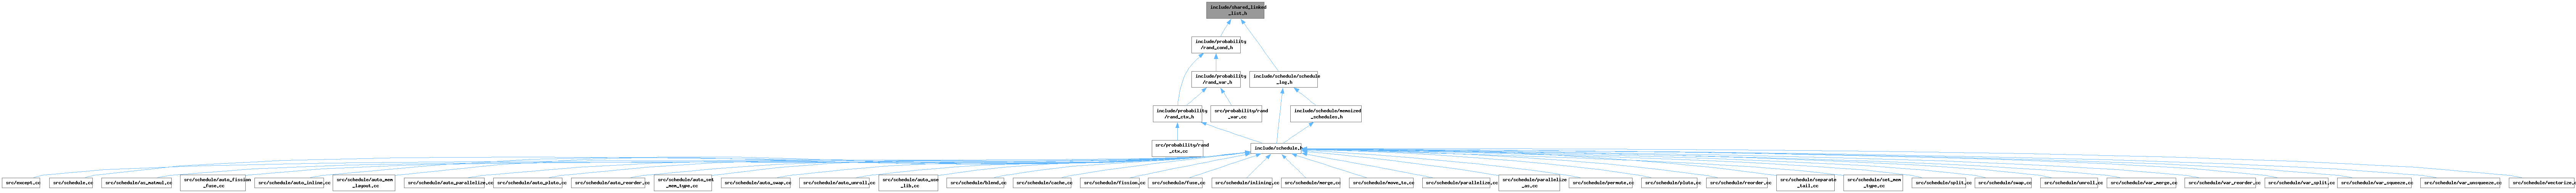 include/shared_linked
_list.h
include/probability
/rand_cond.h
include/probability
/rand_var.h
include/schedule/schedule
_log.h
include/probability
/rand_ctx.h
src/probability/rand
_var.cc
include/schedule/memoized
_schedules.h
src/probability/rand
_ctx.cc
include/schedule.h
src/except.cc
src/schedule.cc
src/schedule/as_matmul.cc
src/schedule/auto_fission
_fuse.cc
src/schedule/auto_inline.cc
src/schedule/auto_mem
_layout.cc
src/schedule/auto_parallelize.cc
src/schedule/auto_pluto.cc
src/schedule/auto_reorder.cc
src/schedule/auto_set
_mem_type.cc
src/schedule/auto_swap.cc
src/schedule/auto_unroll.cc
src/schedule/auto_use
_lib.cc
src/schedule/blend.cc
src/schedule/cache.cc
src/schedule/fission.cc
src/schedule/fuse.cc
src/schedule/inlining.cc
src/schedule/merge.cc
src/schedule/move_to.cc
src/schedule/parallelize.cc
src/schedule/parallelize
_as.cc
src/schedule/permute.cc
src/schedule/pluto.cc
src/schedule/reorder.cc
src/schedule/separate
_tail.cc
src/schedule/set_mem
_type.cc
src/schedule/split.cc
src/schedule/swap.cc
src/schedule/unroll.cc
src/schedule/var_merge.cc
src/schedule/var_reorder.cc
src/schedule/var_split.cc
src/schedule/var_squeeze.cc
src/schedule/var_unsqueeze.cc